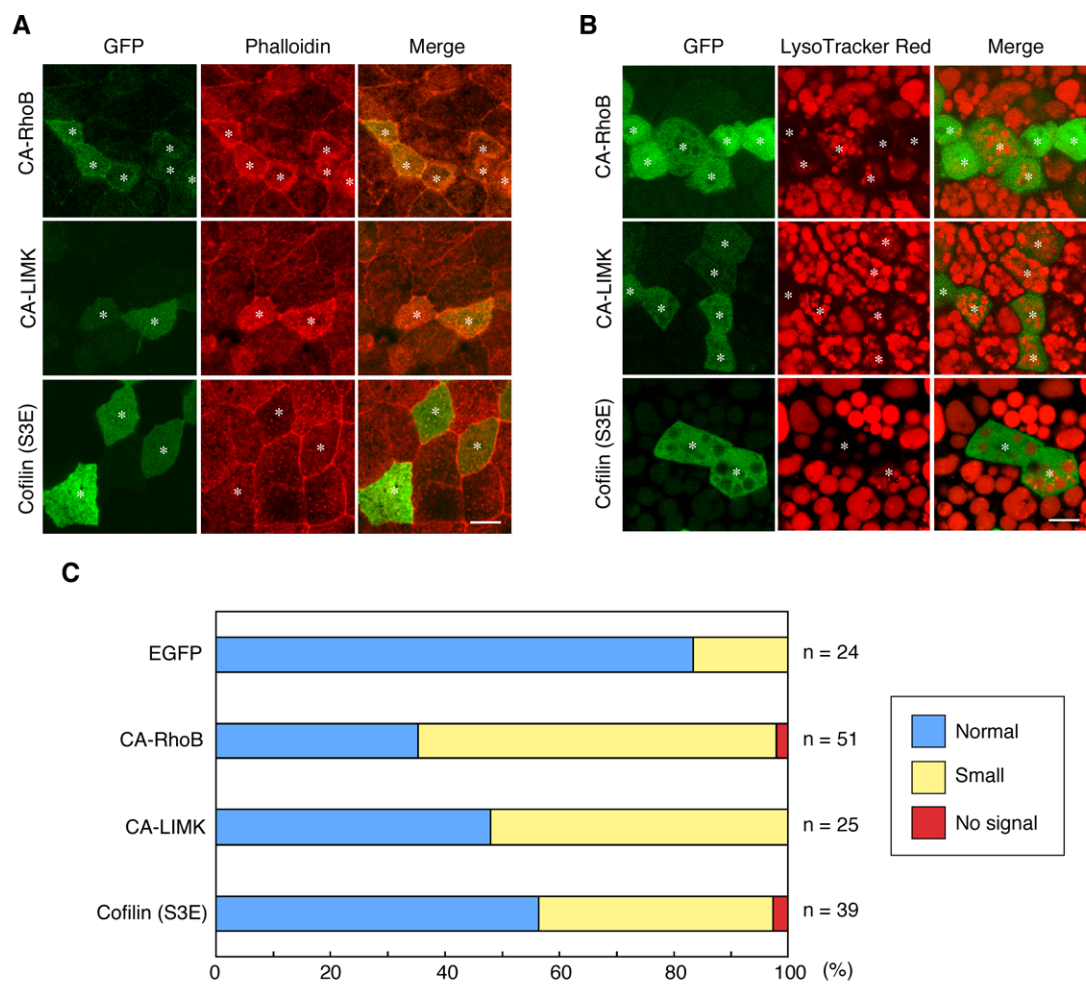 A
GFP Phalloidin Merge
CA-RhoB
CA-LIMK
Cofilin (S3E)
B
GFP LysoTracker Red Merge
CA-RhoB
CA-LIMK
Cofilin (S3E)
C
EGFP n = 24
CA-RhoB n = 51
CA-LIMK n = 25
Cofilin (S3E) n = 39
0 20 40 60 80 100 (%)
Normal
Small
No signal